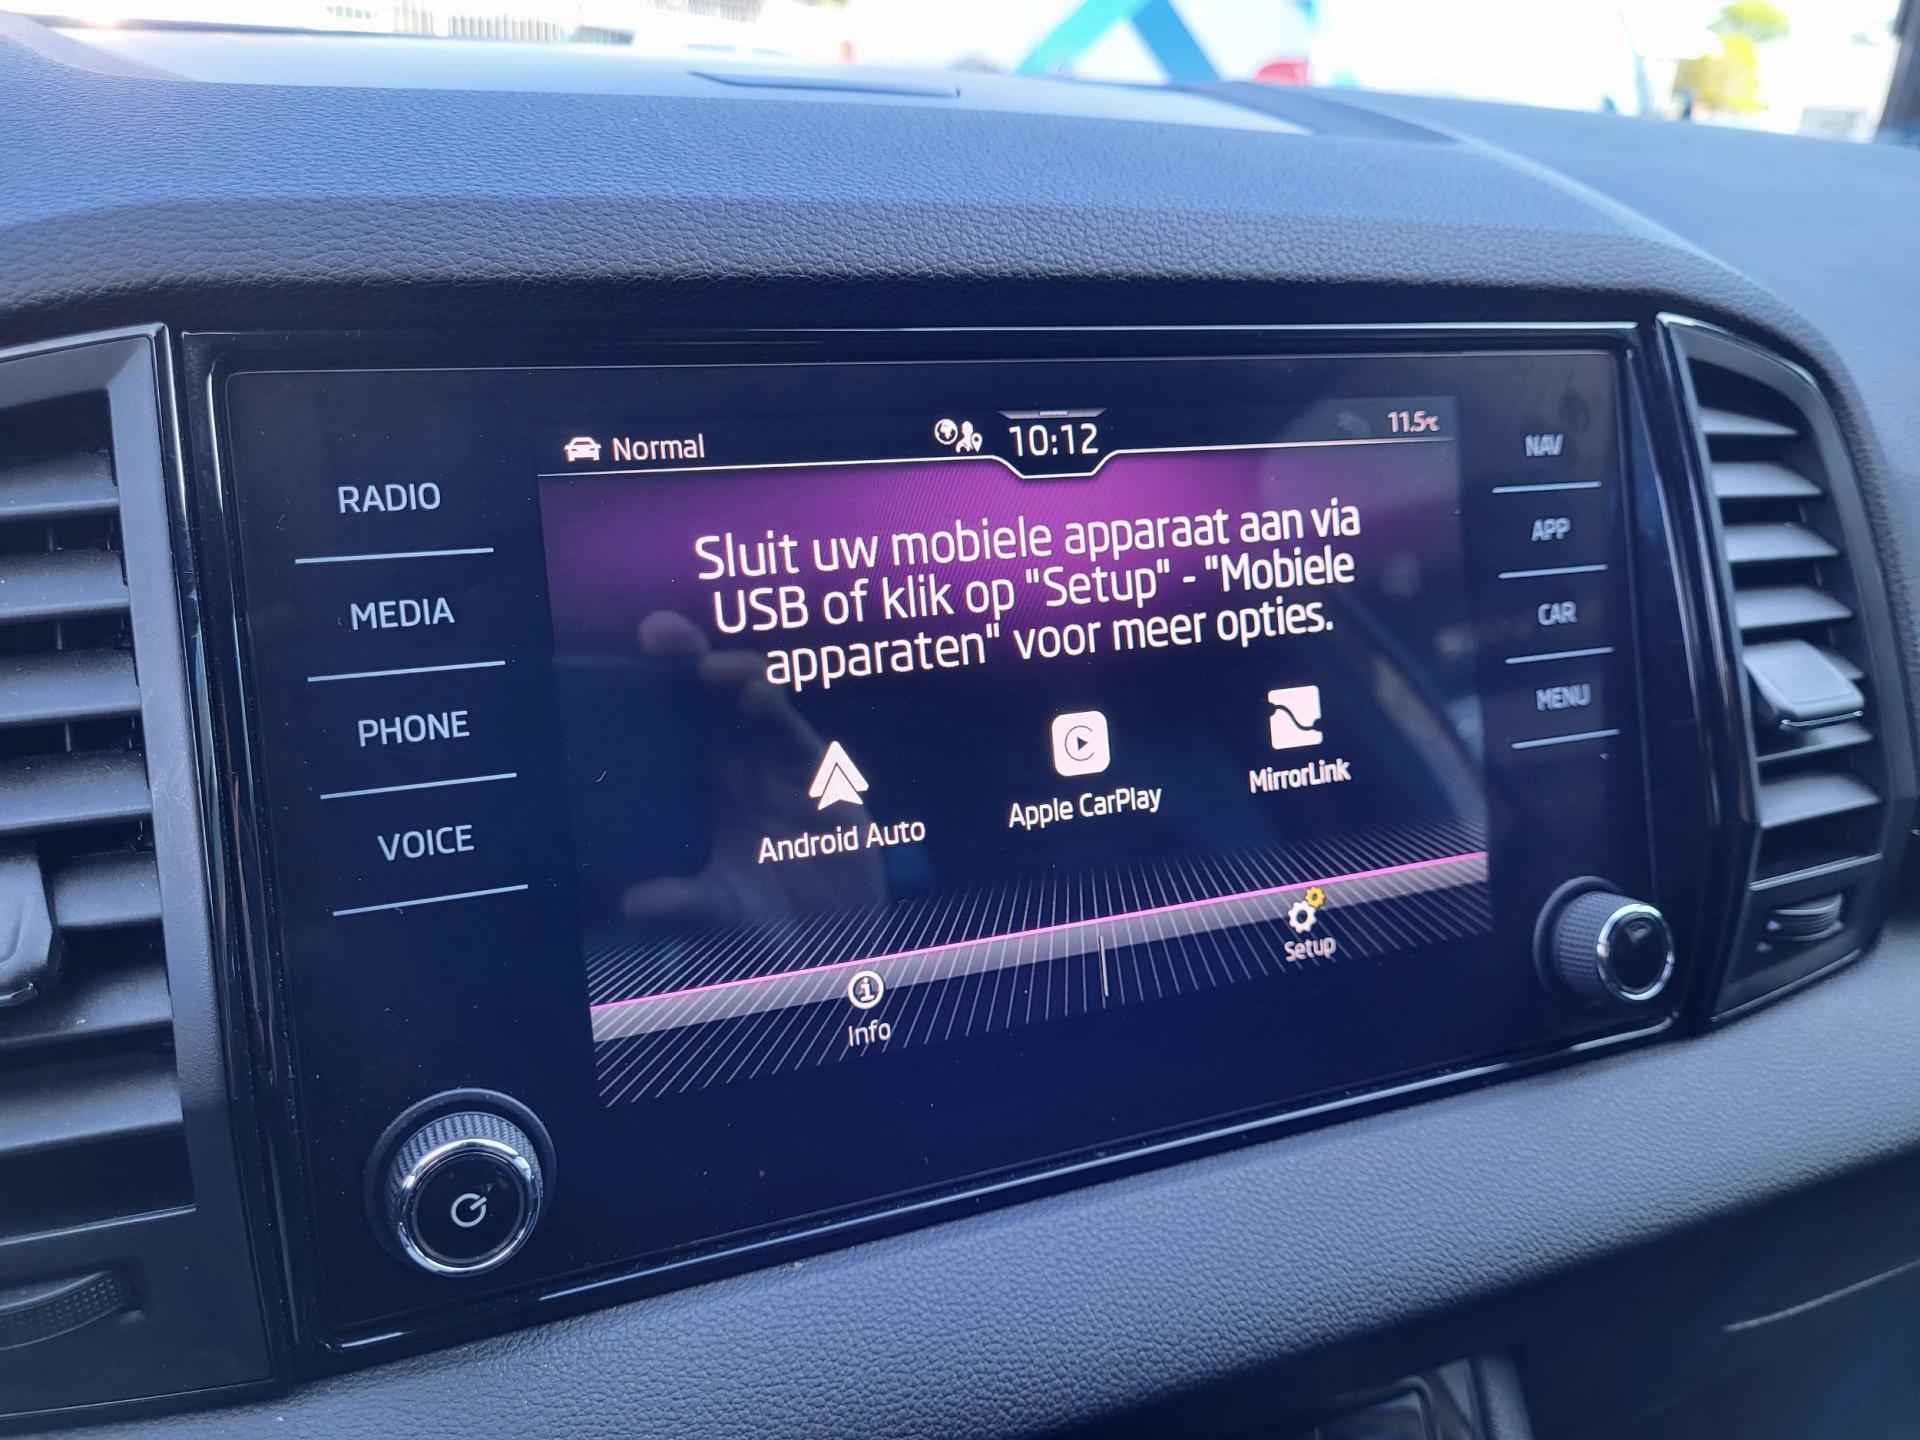 Normal
10:12
11.5°C
RADIO
MEDIA
PHONE
VOICE
NAV
APP
CAR
MENU
Sluit uw mobiele apparaat aan via
USB of klik op "Setup" - "Mobiele
apparaten" voor meer opties.
Android Auto
Apple CarPlay
MirrorLink
Info
Setup